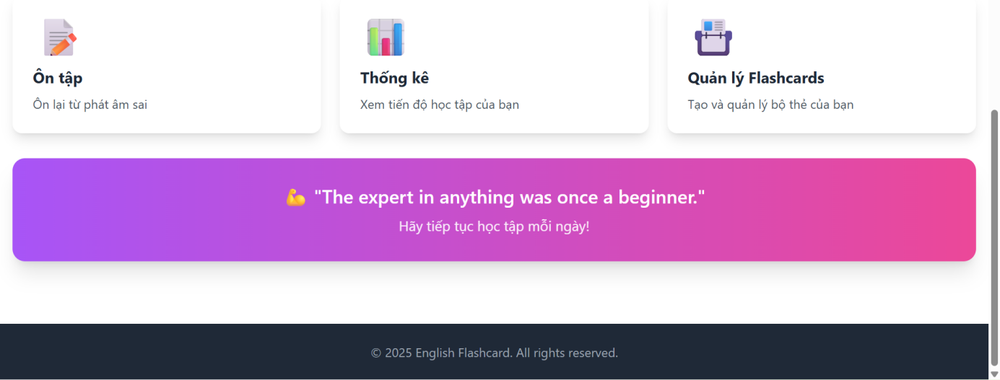 Ôn tập
Ôn lại từ phát âm sai
Thống kê
Xem tiến độ học tập của bạn
Quản lý Flashcards
Tạo và quản lý bộ thẻ của bạn
💪 "The expert in anything was once a beginner."
Hãy tiếp tục học tập mỗi ngày!
© 2025 English Flashcard. All rights reserved.